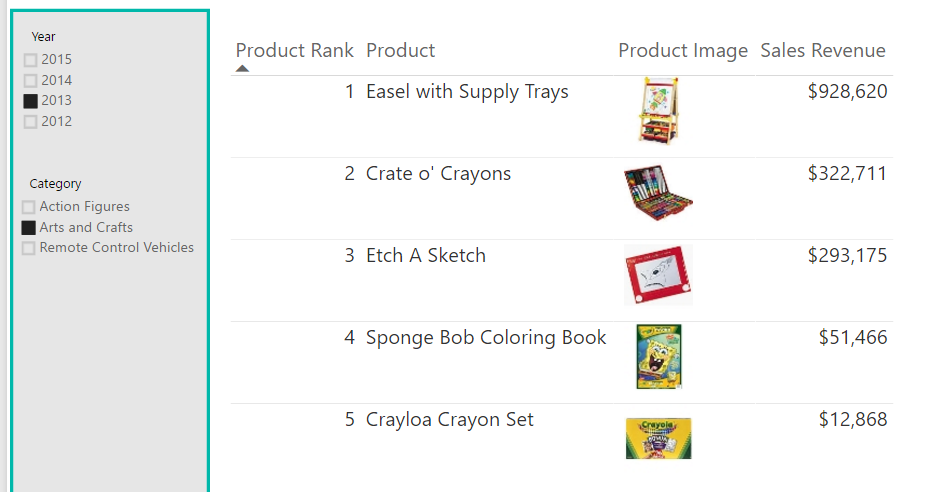 Year
2015
2014
2013
2012
Category
Action Figures
Arts and Crafts
Remote Control Vehicles
Product Rank Product Product Image Sales Revenue
1 Easel with Supply Trays $928,620
2 Crate o' Crayons $322,711
3 Etch A Sketch $293,175
4 Sponge Bob Coloring Book $51,466
5 Crayloa Crayon Set $12,868
Crayola